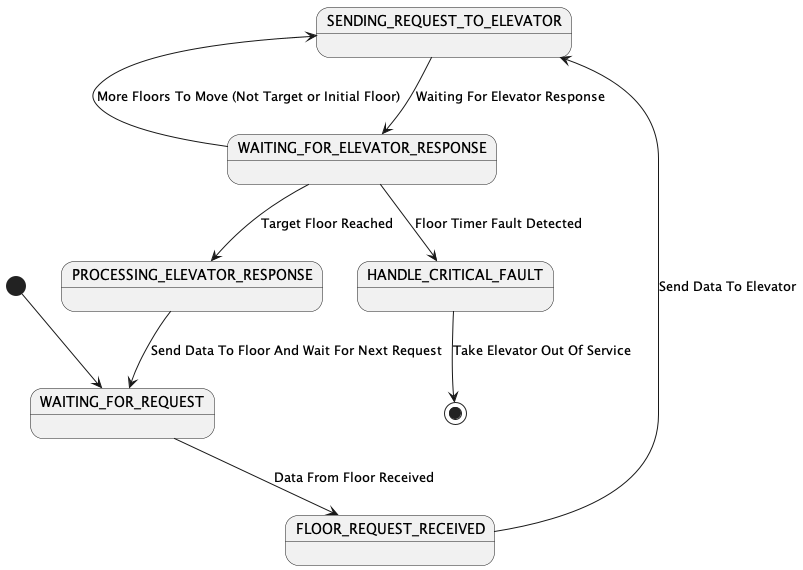 SENDING_REQUEST_TO_ELEVATOR
More Floors To Move (Not Target or Initial Floor)
Waiting For Elevator Response
WAITING_FOR_ELEVATOR_RESPONSE
Target Floor Reached
Floor Timer Fault Detected
PROCESSING_ELEVATOR_RESPONSE
HANDLE_CRITICAL_FAULT
Send Data To Elevator
Send Data To Floor And Wait For Next Request
Take Elevator Out Of Service
WAITING_FOR_REQUEST
Data From Floor Received
FLOOR_REQUEST_RECEIVED